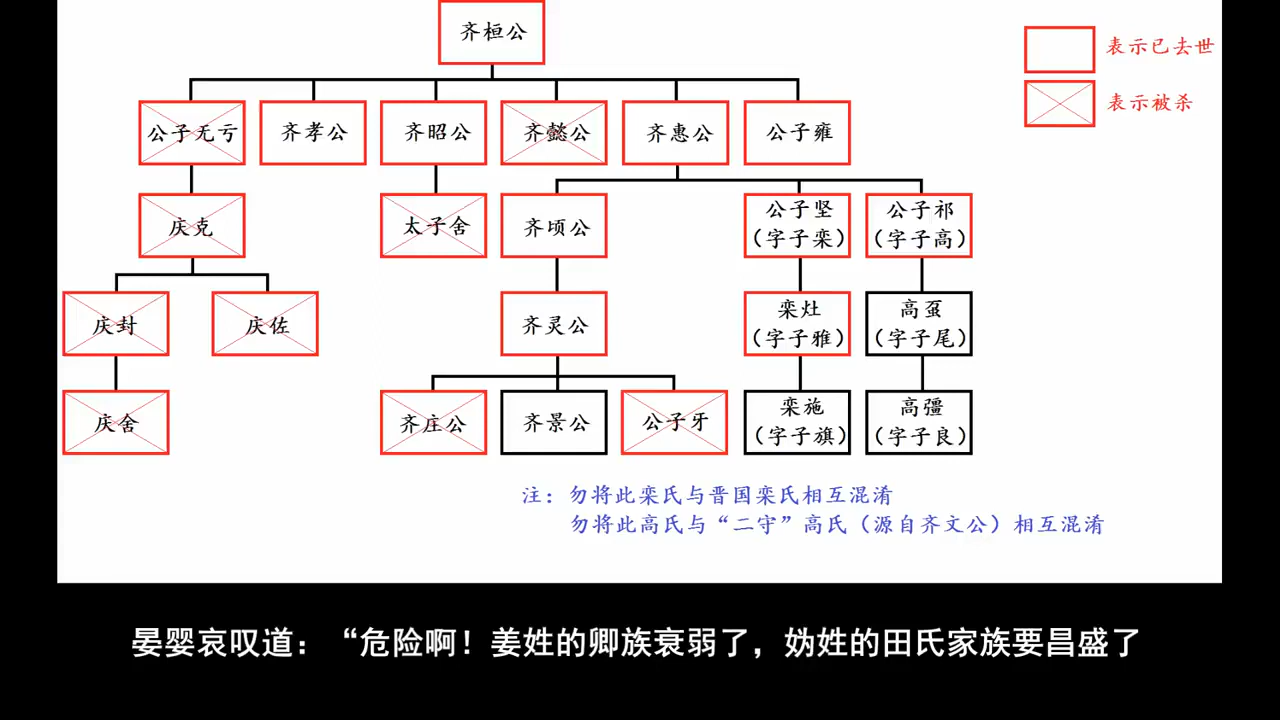 齐桓公
表示已去世
表示被杀
公子无亏
齐孝公
齐昭公
齐懿公
齐惠公
公子雍
庆克
太子舍
齐顷公
公子坚
（字子栾）
公子祁
（字子高）
庆封
庆佐
齐灵公
栾灶
（字子雅）
高虿
（字子尾）
庆舍
齐庄公
齐景公
公子牙
栾施
（字子旗）
高彊
（字子良）
注：勿将此栾氏与晋国栾氏相互混淆
勿将此高氏与“二守”高氏（源自齐文公）相互混淆
晏婴哀叹道：“危险啊！姜姓的卿族衰弱了，妫姓的田氏家族要昌盛了